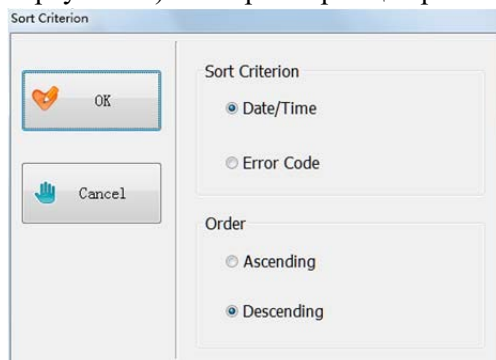 Sort Criterion
OK
Cancel
Sort Criterion
Date/Time
Error Code
Order
Ascending
Descending